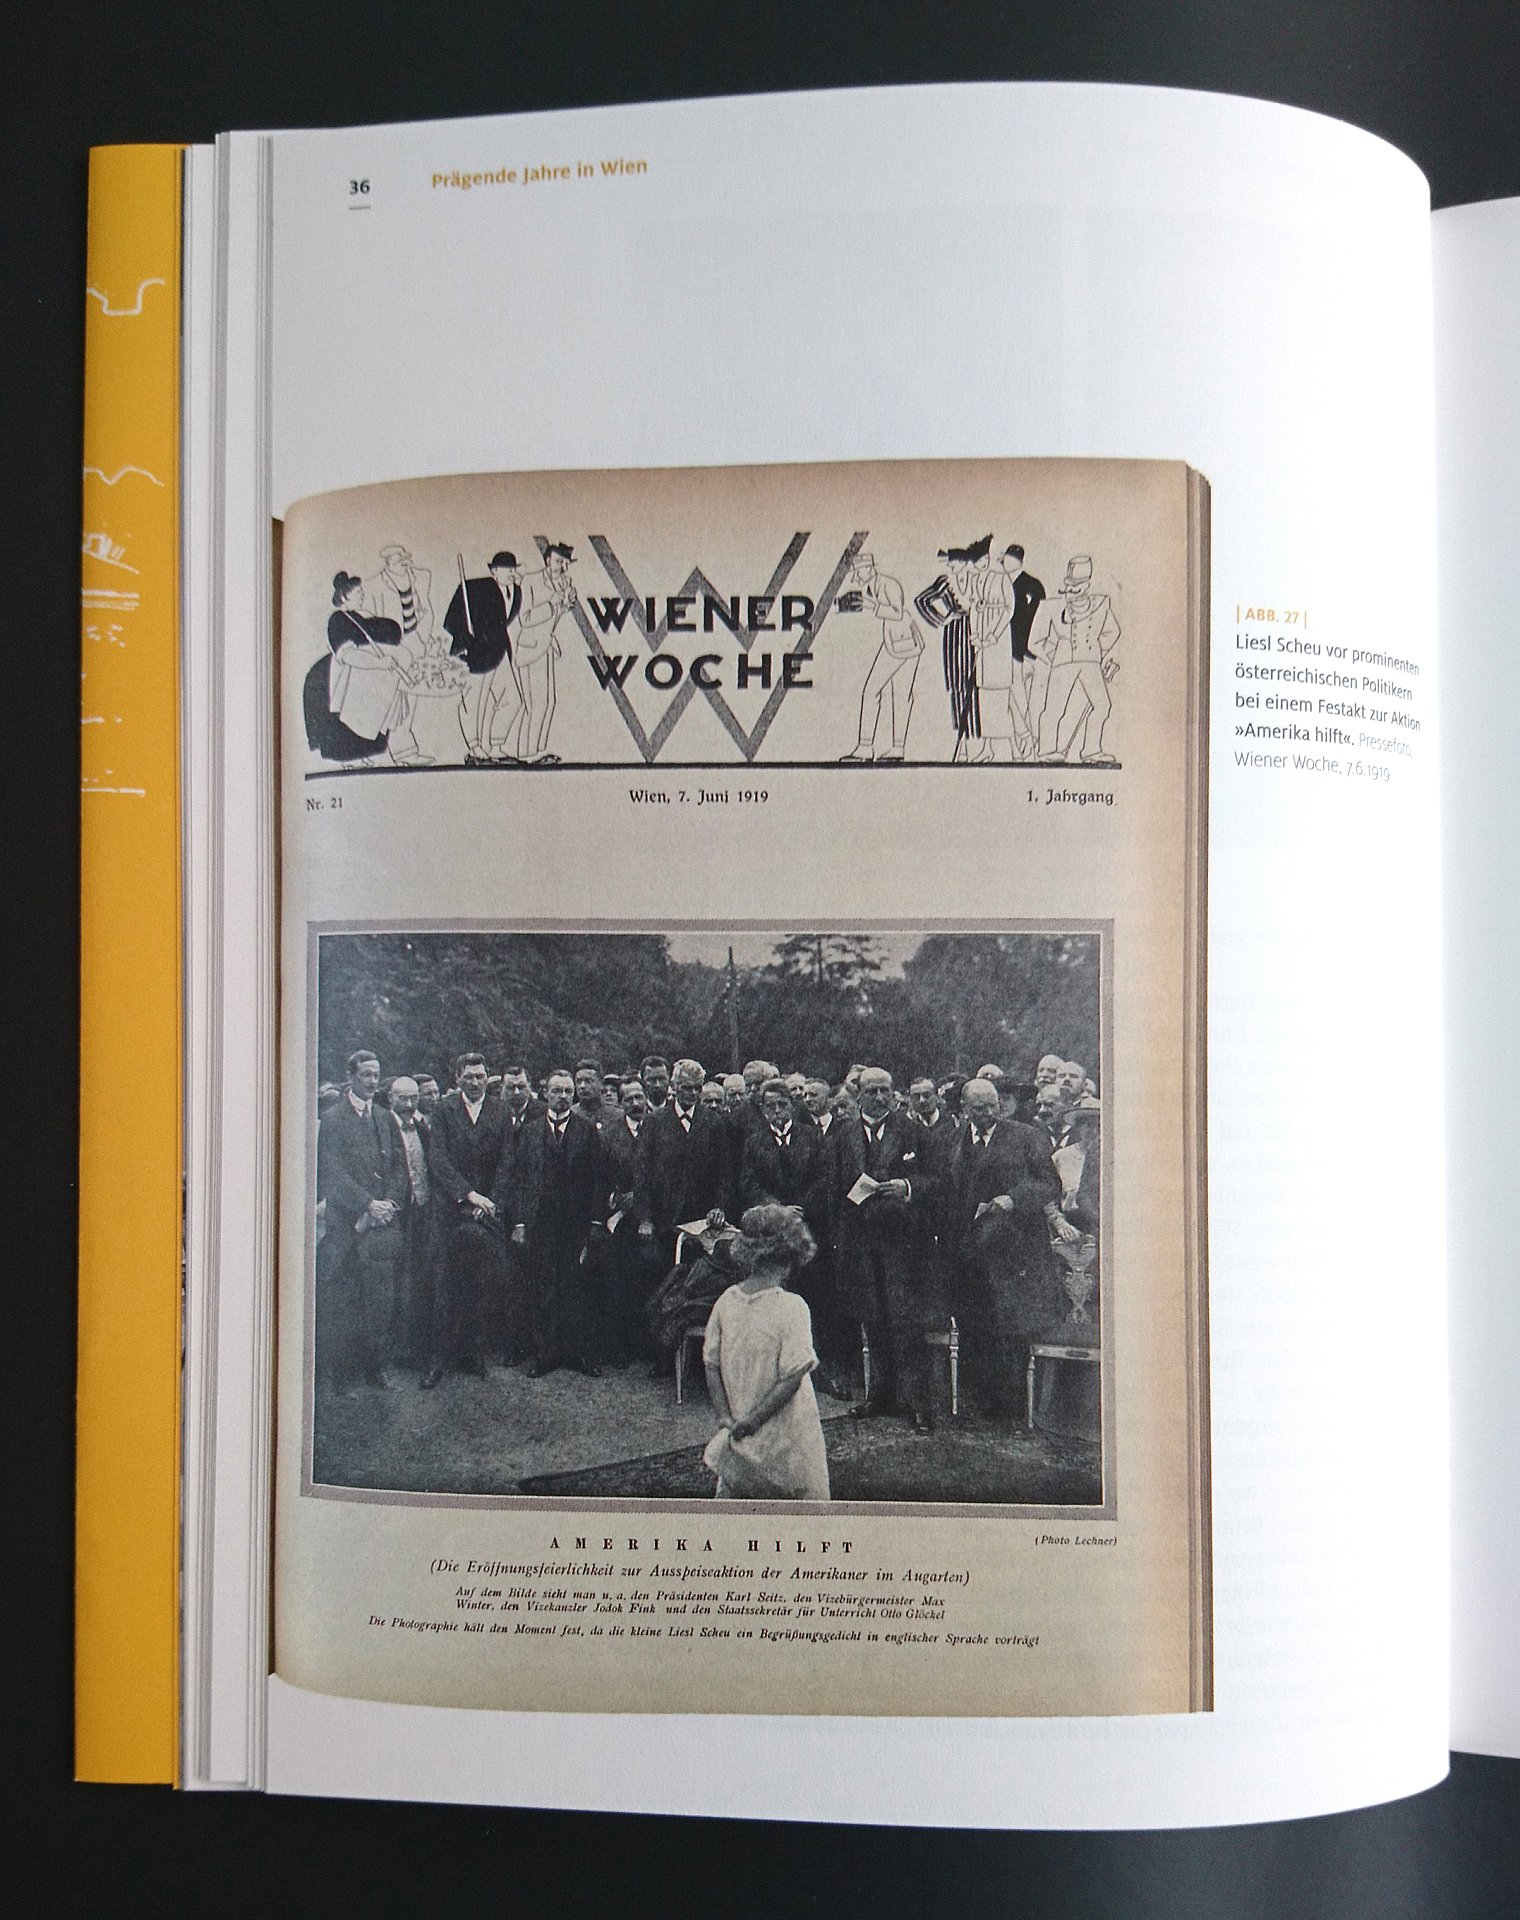 36
Prägende Jahre in Wien
WIENER
WOCHE
Nr. 21
Wien, 7. Juni 1919
1. Jahrgang
| ABB. 27 |
Liesl Scheu vor prominenten
österreichischen Politikern
bei einem Festakt zur Aktion
»Amerika hilft«. Pressefoto,
Wiener Woche, 7.6.1919
AMERIKA HILFT
(Photo Lechner)
(Die Eröffnungsfeierlichkeit zur Ausspeiseaktion der Amerikaner im Augarten)
Auf dem Bilde sieht man u. a. den Präsidenten Karl Seitz, den Vizebürgermeister Max
Winter, den Vizekanzler Jodok Fink und den Staatssekretär für Unterricht Otto Glöckel
Die Photographie hält den Moment fest, da die kleine Liesl Scheu ein Begrüßungsgedicht in englischer Sprache vorträgt